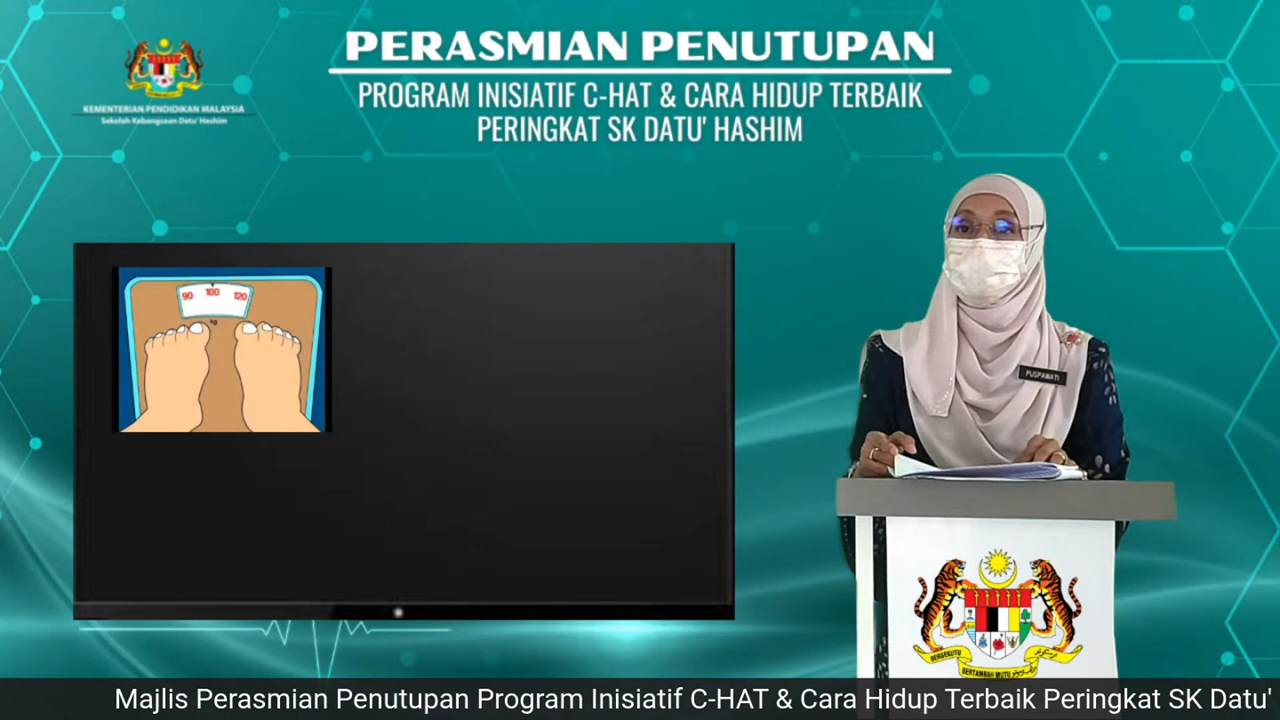 PERASMIAN PENUTUPAN
PROGRAM INISIATIF C-HAT & CARA HIDUP TERBAIK
PERINGKAT SK DATU' HASHIM
KEMENTERIAN PENDIDIKAN MALAYSIA
Sekolah Kebangsaan Datu' Hashim
90 100 120
kg
PUSPAWATI
BERSEKUTU
BERTAMBAH MUTU
Majlis Perasmian Penutupan Program Inisiatif C-HAT & Cara Hidup Terbaik Peringkat SK Datu'